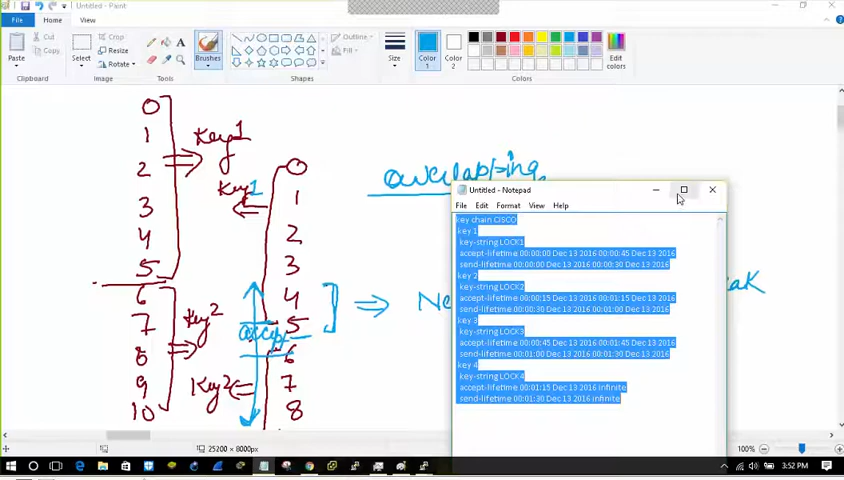 Untitled - Paint
File Home View
Paste
Cut
Copy
Clipboard
Select
Crop
Resize
Rotate
Image
Tools
Brushes
Outline
Fill
Shapes
Size
Color 1
Color 2
Edit colors
Colors
0
1
2
3
4
5
6
7
8
9
10
Key1
Key2
0
1
2
3
4
5
6
7
8
Key1
Key2
accept
overlapping
Ne
Untitled - Notepad
File Edit Format View Help
key chain CISCO
key 1
key-string LOCK1
accept-lifetime 00:00:00 Dec 13 2016 00:00:45 Dec 13 2016
send-lifetime 00:00:00 Dec 13 2016 00:00:30 Dec 13 2016
key 2
key-string LOCK2
accept-lifetime 00:00:15 Dec 13 2016 00:01:15 Dec 13 2016
send-lifetime 00:00:30 Dec 13 2016 00:01:00 Dec 13 2016
key 3
key-string LOCK3
accept-lifetime 00:00:45 Dec 13 2016 00:01:45 Dec 13 2016
send-lifetime 00:01:00 Dec 13 2016 00:01:30 Dec 13 2016
key 4
key-string LOCK4
accept-lifetime 00:01:15 Dec 13 2016 infinite
send-lifetime 00:01:30 Dec 13 2016 infinite
25200 × 8000px
100%
3:52 PM